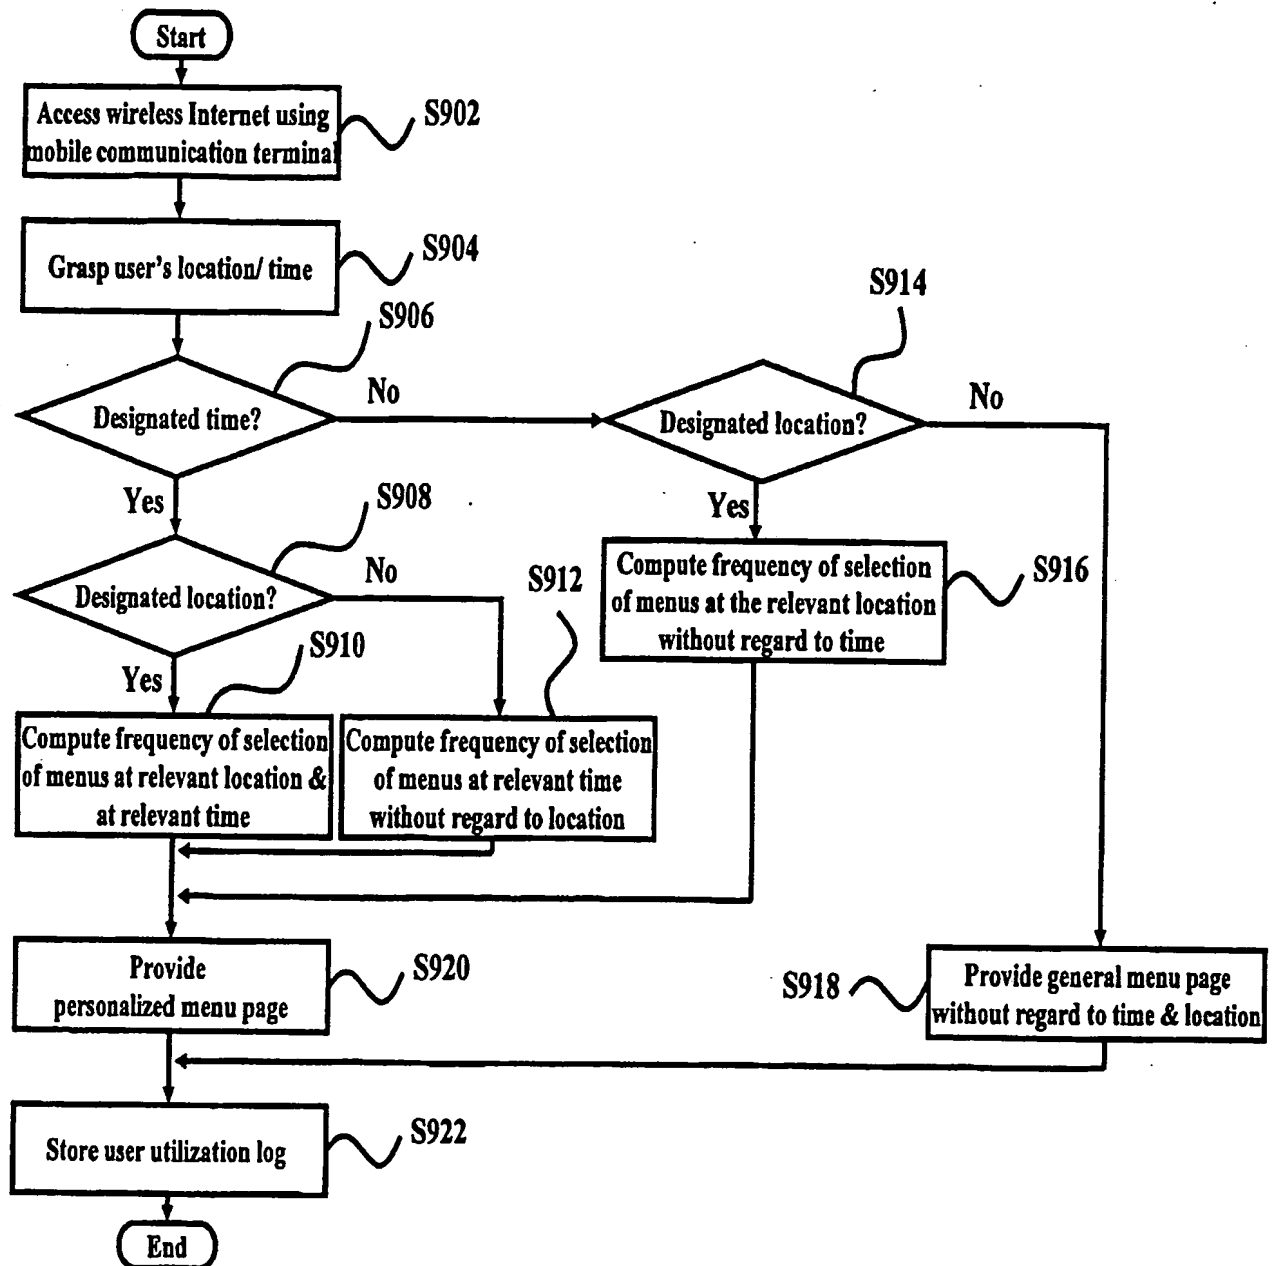 Start
Access wireless Internet using
mobile communication terminal
S902
Grasp user's location/ time
S904
S906
Designated time?
No
S914
Designated location?
No
Yes
S908
Designated location?
No
Yes
Compute frequency of selection
of menus at the relevant location
without regard to time
S916
S912
S910
Yes
Compute frequency of selection
of menus at relevant location &
at relevant time
Compute frequency of selection
of menus at relevant time
without regard to location
Provide
personalized menu page
S920
S918
Provide general menu page
without regard to time & location
Store user utilization log
S922
End